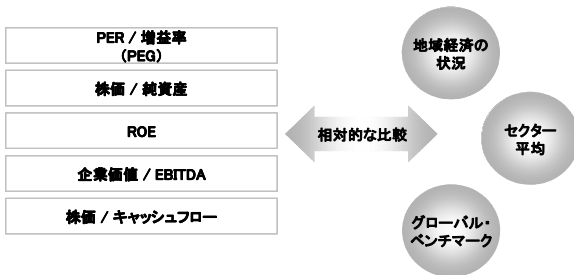 PER / 増益率
(PEG)
株価 / 純資産
ROE
企業価値 / EBITDA
株価 / キャッシュフロー
相対的な比較
地域経済の
状況
セクター
平均
グローバル・
ベンチマーク